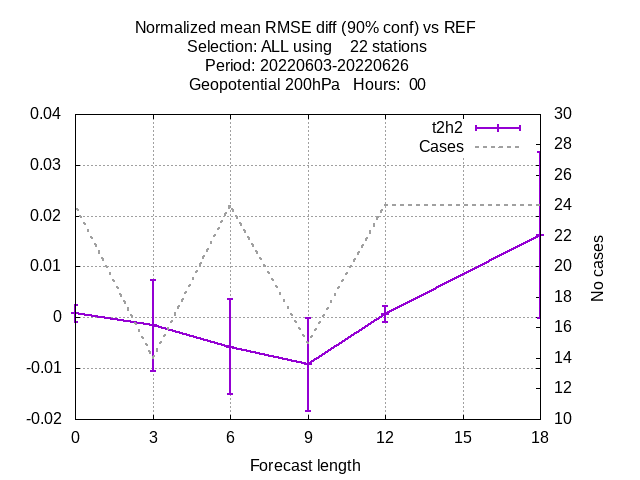 Normalized mean RMSE diff (90% conf) vs REF
Selection: ALL using    22 stations
Period: 20220603-20220626
Geopotential 200hPa   Hours:  00
0.04
0.03
0.02
0.01
0
-0.01
-0.02
t2h2
Cases
30
28
26
24
22
20
18
16
14
12
10
No cases
0 3 6 9 12 15 18
Forecast length